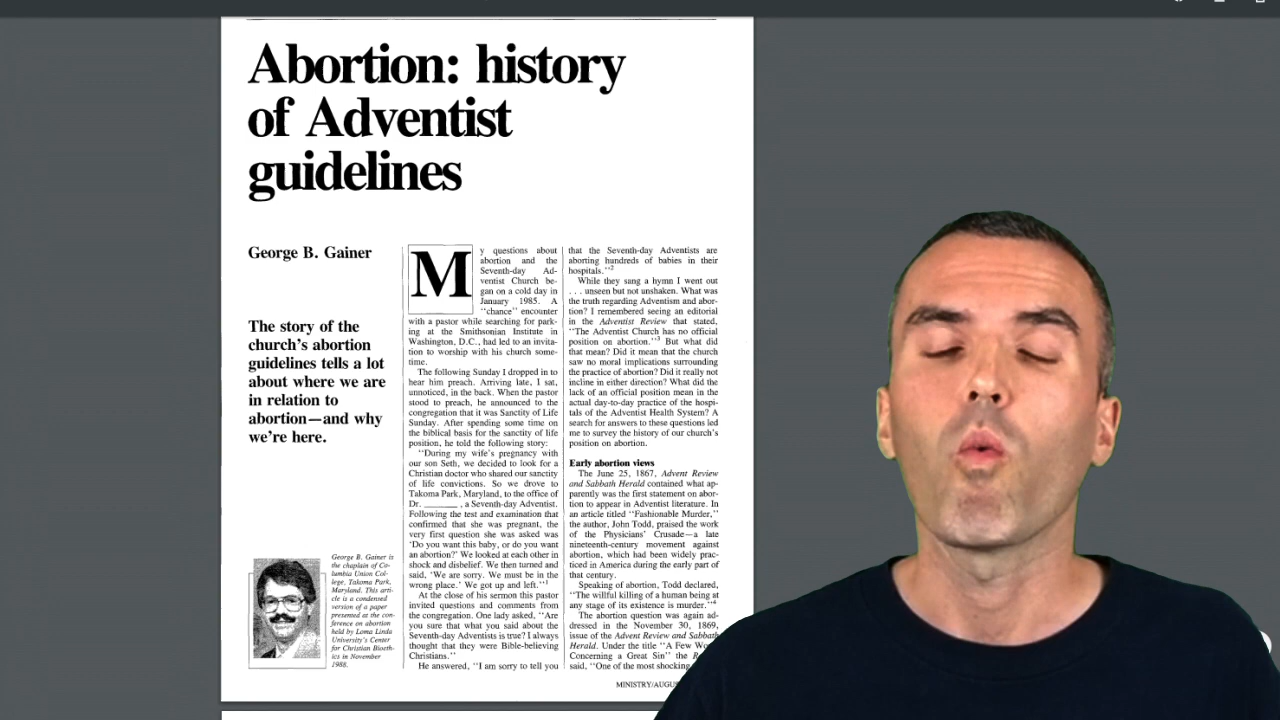 Abortion: history
of Adventist
guidelines
George B. Gainer
The story of the
church's abortion
guidelines tells a lot
about where we are
in relation to
abortion—and why
we're here.
George B. Gainer is
the chaplain of Co-
lumbia Union Col-
lege, Takoma Park,
Maryland. This arti-
cle is a condensed
version of a paper
presented at the con-
ference on abortion
held by Loma Linda
University's Center
for Christian Bioeth-
ics in November
1988.
My questions about
abortion and the
Seventh-day Ad-
ventist Church be-
gan on a cold day in
January 1985. A
"chance" encounter
with a pastor while searching for park-
ing at the Smithsonian Institute in
Washington, D.C., had led to an invita-
tion to worship with his church some-
time.
The following Sunday I dropped in to
hear him preach. Arriving late, I sat,
unnoticed, in the back. When the pastor
stood to preach, he announced to the
congregation that it was Sanctity of Life
Sunday. After spending some time on
the biblical basis for the sanctity of life
position, he told the following story:
"During my wife's pregnancy with
our son Seth, we decided to look for a
Christian doctor who shared our sanctity
of life convictions. So we drove to
Takoma Park, Maryland, to the office of
Dr. ______, a Seventh-day Adventist.
Following the test and examination that
confirmed that she was pregnant, the
very first question she was asked was
'Do you want this baby, or do you want
an abortion?' We looked at each other in
shock and disbelief. We then turned and
said, 'We are sorry. We must be in the
wrong place.' We got up and left."1
At the close of his sermon this pastor
invited questions and comments from
the congregation. One lady asked, "Are
you sure that what you said about the
Seventh-day Adventists is true? I always
thought that they were Bible-believing
Christians."
He answered, "I am sorry to tell you
that the Seventh-day Adventists are
aborting hundreds of babies in their
hospitals."2
While they sang a hymn I went out
. . . unseen but not unshaken. What was
the truth regarding Adventism and abor-
tion? I remembered seeing an editorial
in the Adventist Review that stated,
"The Adventist Church has no official
position on abortion."3 But what did
that mean? Did it mean that the church
saw no moral implications surrounding
the practice of abortion? Did it really not
incline in either direction? What did the
lack of an official position mean in the
actual day-to-day practice of the hospi-
tals of the Adventist Health System? A
search for answers to these questions led
me to survey the history of our church's
position on abortion.
Early abortion views
The June 25, 1867, Advent Review
and Sabbath Herald contained what ap-
parently was the first statement on abor-
tion to appear in Adventist literature. In
an article titled "Fashionable Murder,"
the author, John Todd, praised the work
of the Physicians' Crusade—a late
nineteenth-century movement against
abortion, which had been widely prac-
ticed in America during the early part of
that century.
Speaking of abortion, Todd declared,
"The willful killing of a human being at
any stage of its existence is murder."4
The abortion question was again ad-
dressed in the November 30, 1869,
issue of the Advent Review and Sabbath
Herald. Under the title "A Few Wo
Concerning a Great Sin" the R
said, "One of the most shocking
MINISTRY/AUGU